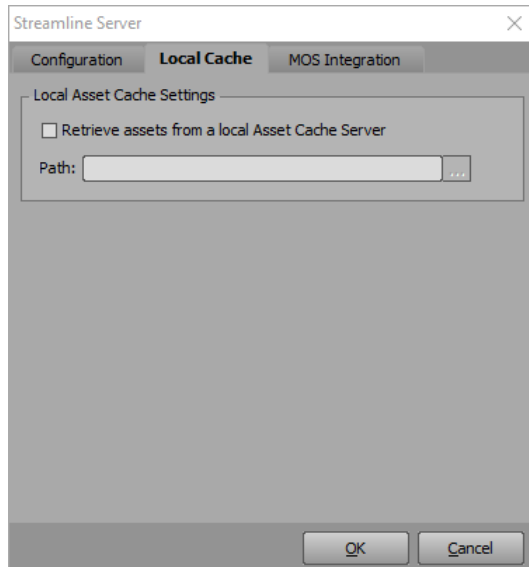 Streamline Server
Configuration Local Cache MOS Integration
Local Asset Cache Settings
Retrieve assets from a local Asset Cache Server
Path: ...
OK Cancel